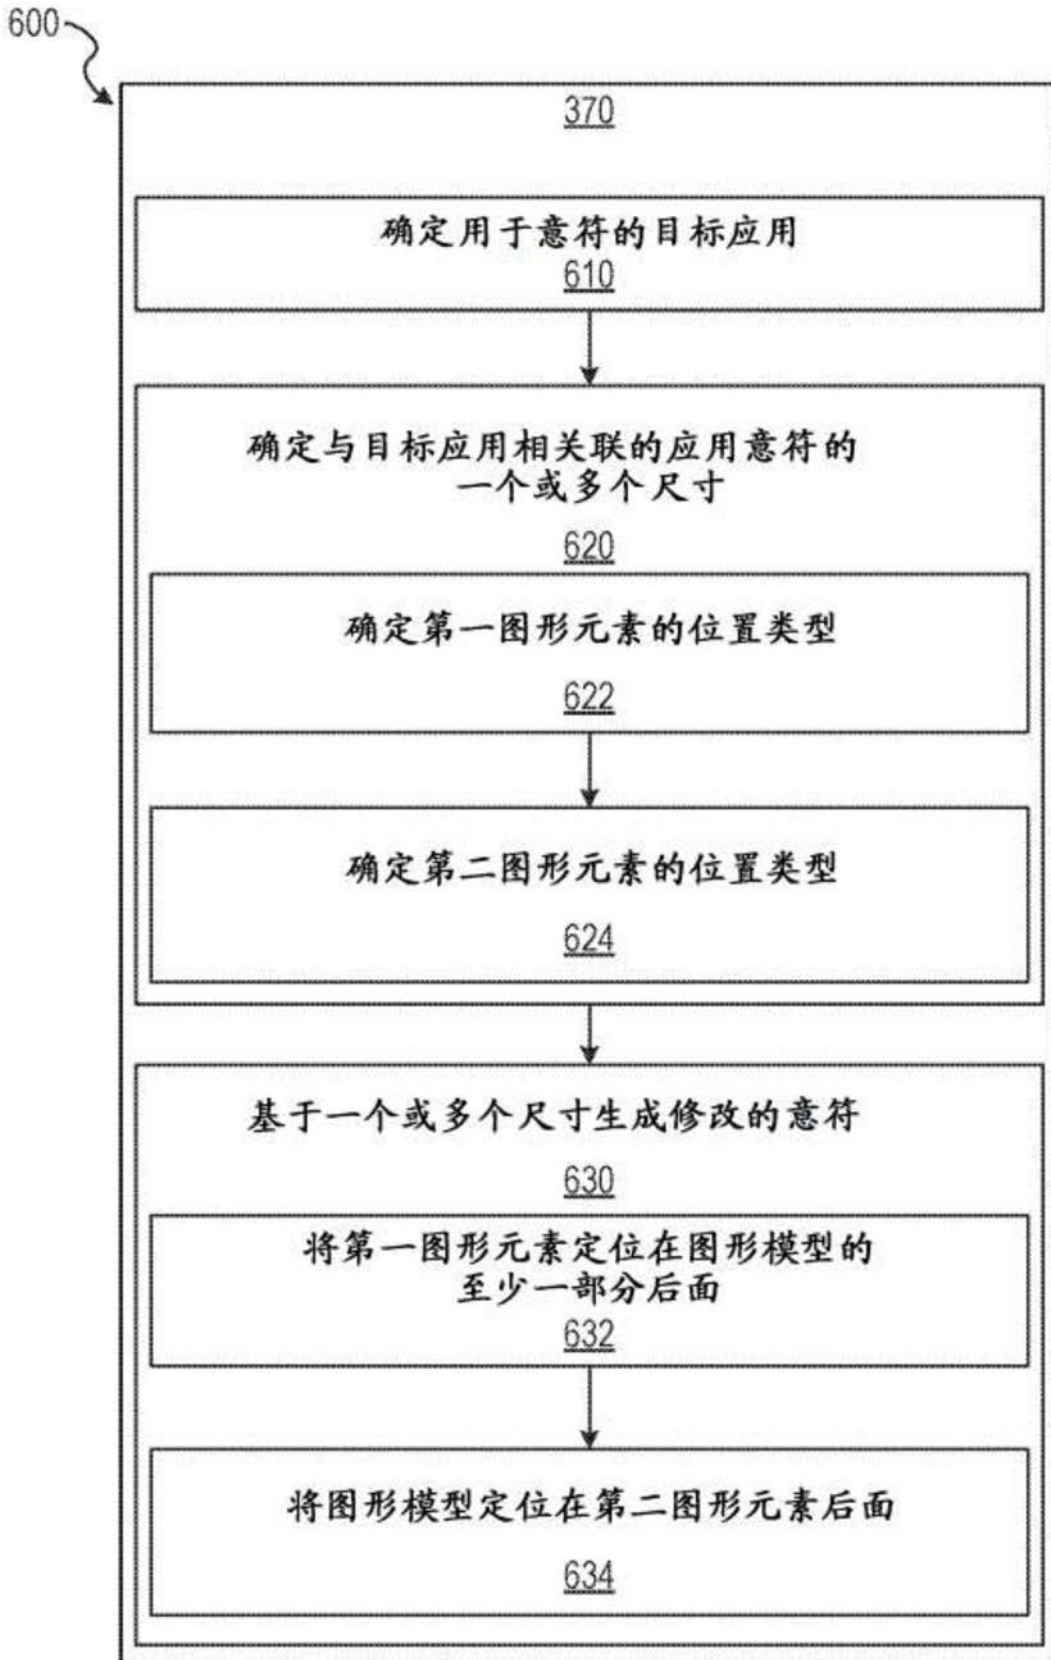 600
370
确定用于意符的目标应用
610
确定与目标应用相关联的应用意符的
一个或多个尺寸
620
确定第一图形元素的位置类型
622
确定第二图形元素的位置类型
624
基于一个或多个尺寸生成修改的意符
630
将第一图形元素定位在图形模型的
至少一部分后面
632
将图形模型定位在第二图形元素后面
634